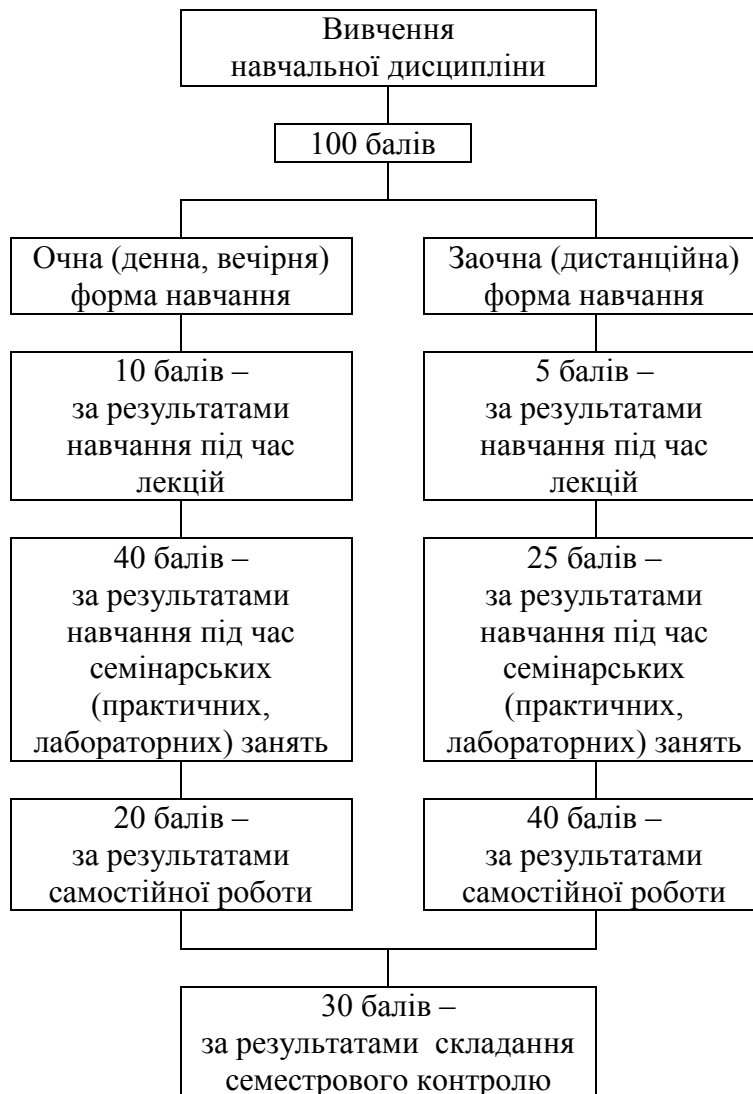 Вивчення
навчальної дисципліни
100 балів
Очна (денна, вечірня)
форма навчання
10 балів –
за результатами
навчання під час
лекцій
40 балів –
за результатами
навчання під час
семінарських
(практичних,
лабораторних) занять
20 балів –
за результатами
самостійної роботи
Заочна (дистанційна)
форма навчання
5 балів –
за результатами
навчання під час
лекцій
25 балів –
за результатами
навчання під час
семінарських
(практичних,
лабораторних) занять
40 балів –
за результатами
самостійної роботи
30 балів –
за результатами складання
семестрового контролю